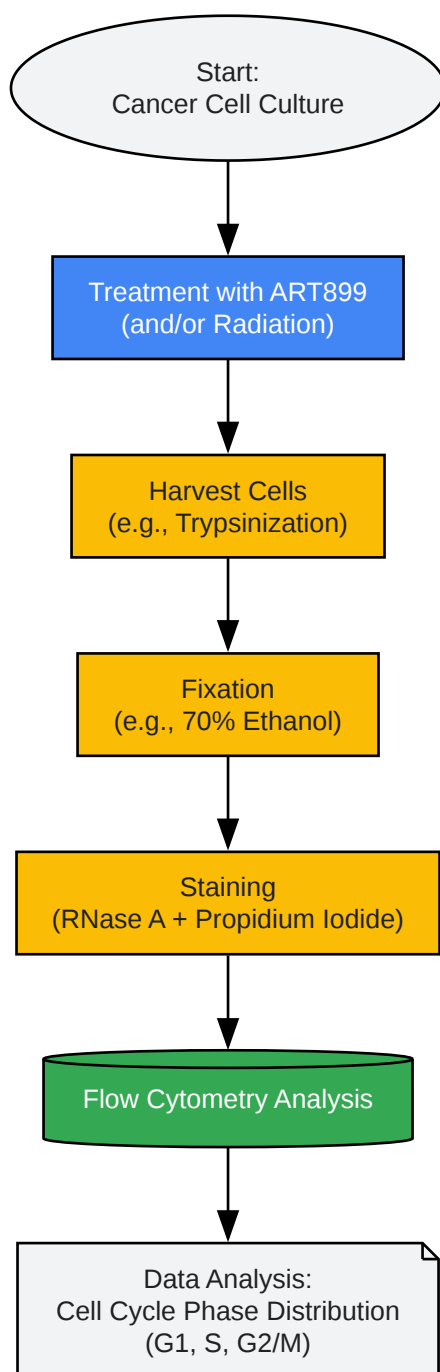 Start:
Cancer Cell Culture
Treatment with ART899
(and/or Radiation)
Harvest Cells
(e.g., Trypsinization)
Fixation
(e.g., 70% Ethanol)
Staining
(RNase A + Propidium Iodide)
Flow Cytometry Analysis
Data Analysis:
Cell Cycle Phase Distribution
(G1, S, G2/M)